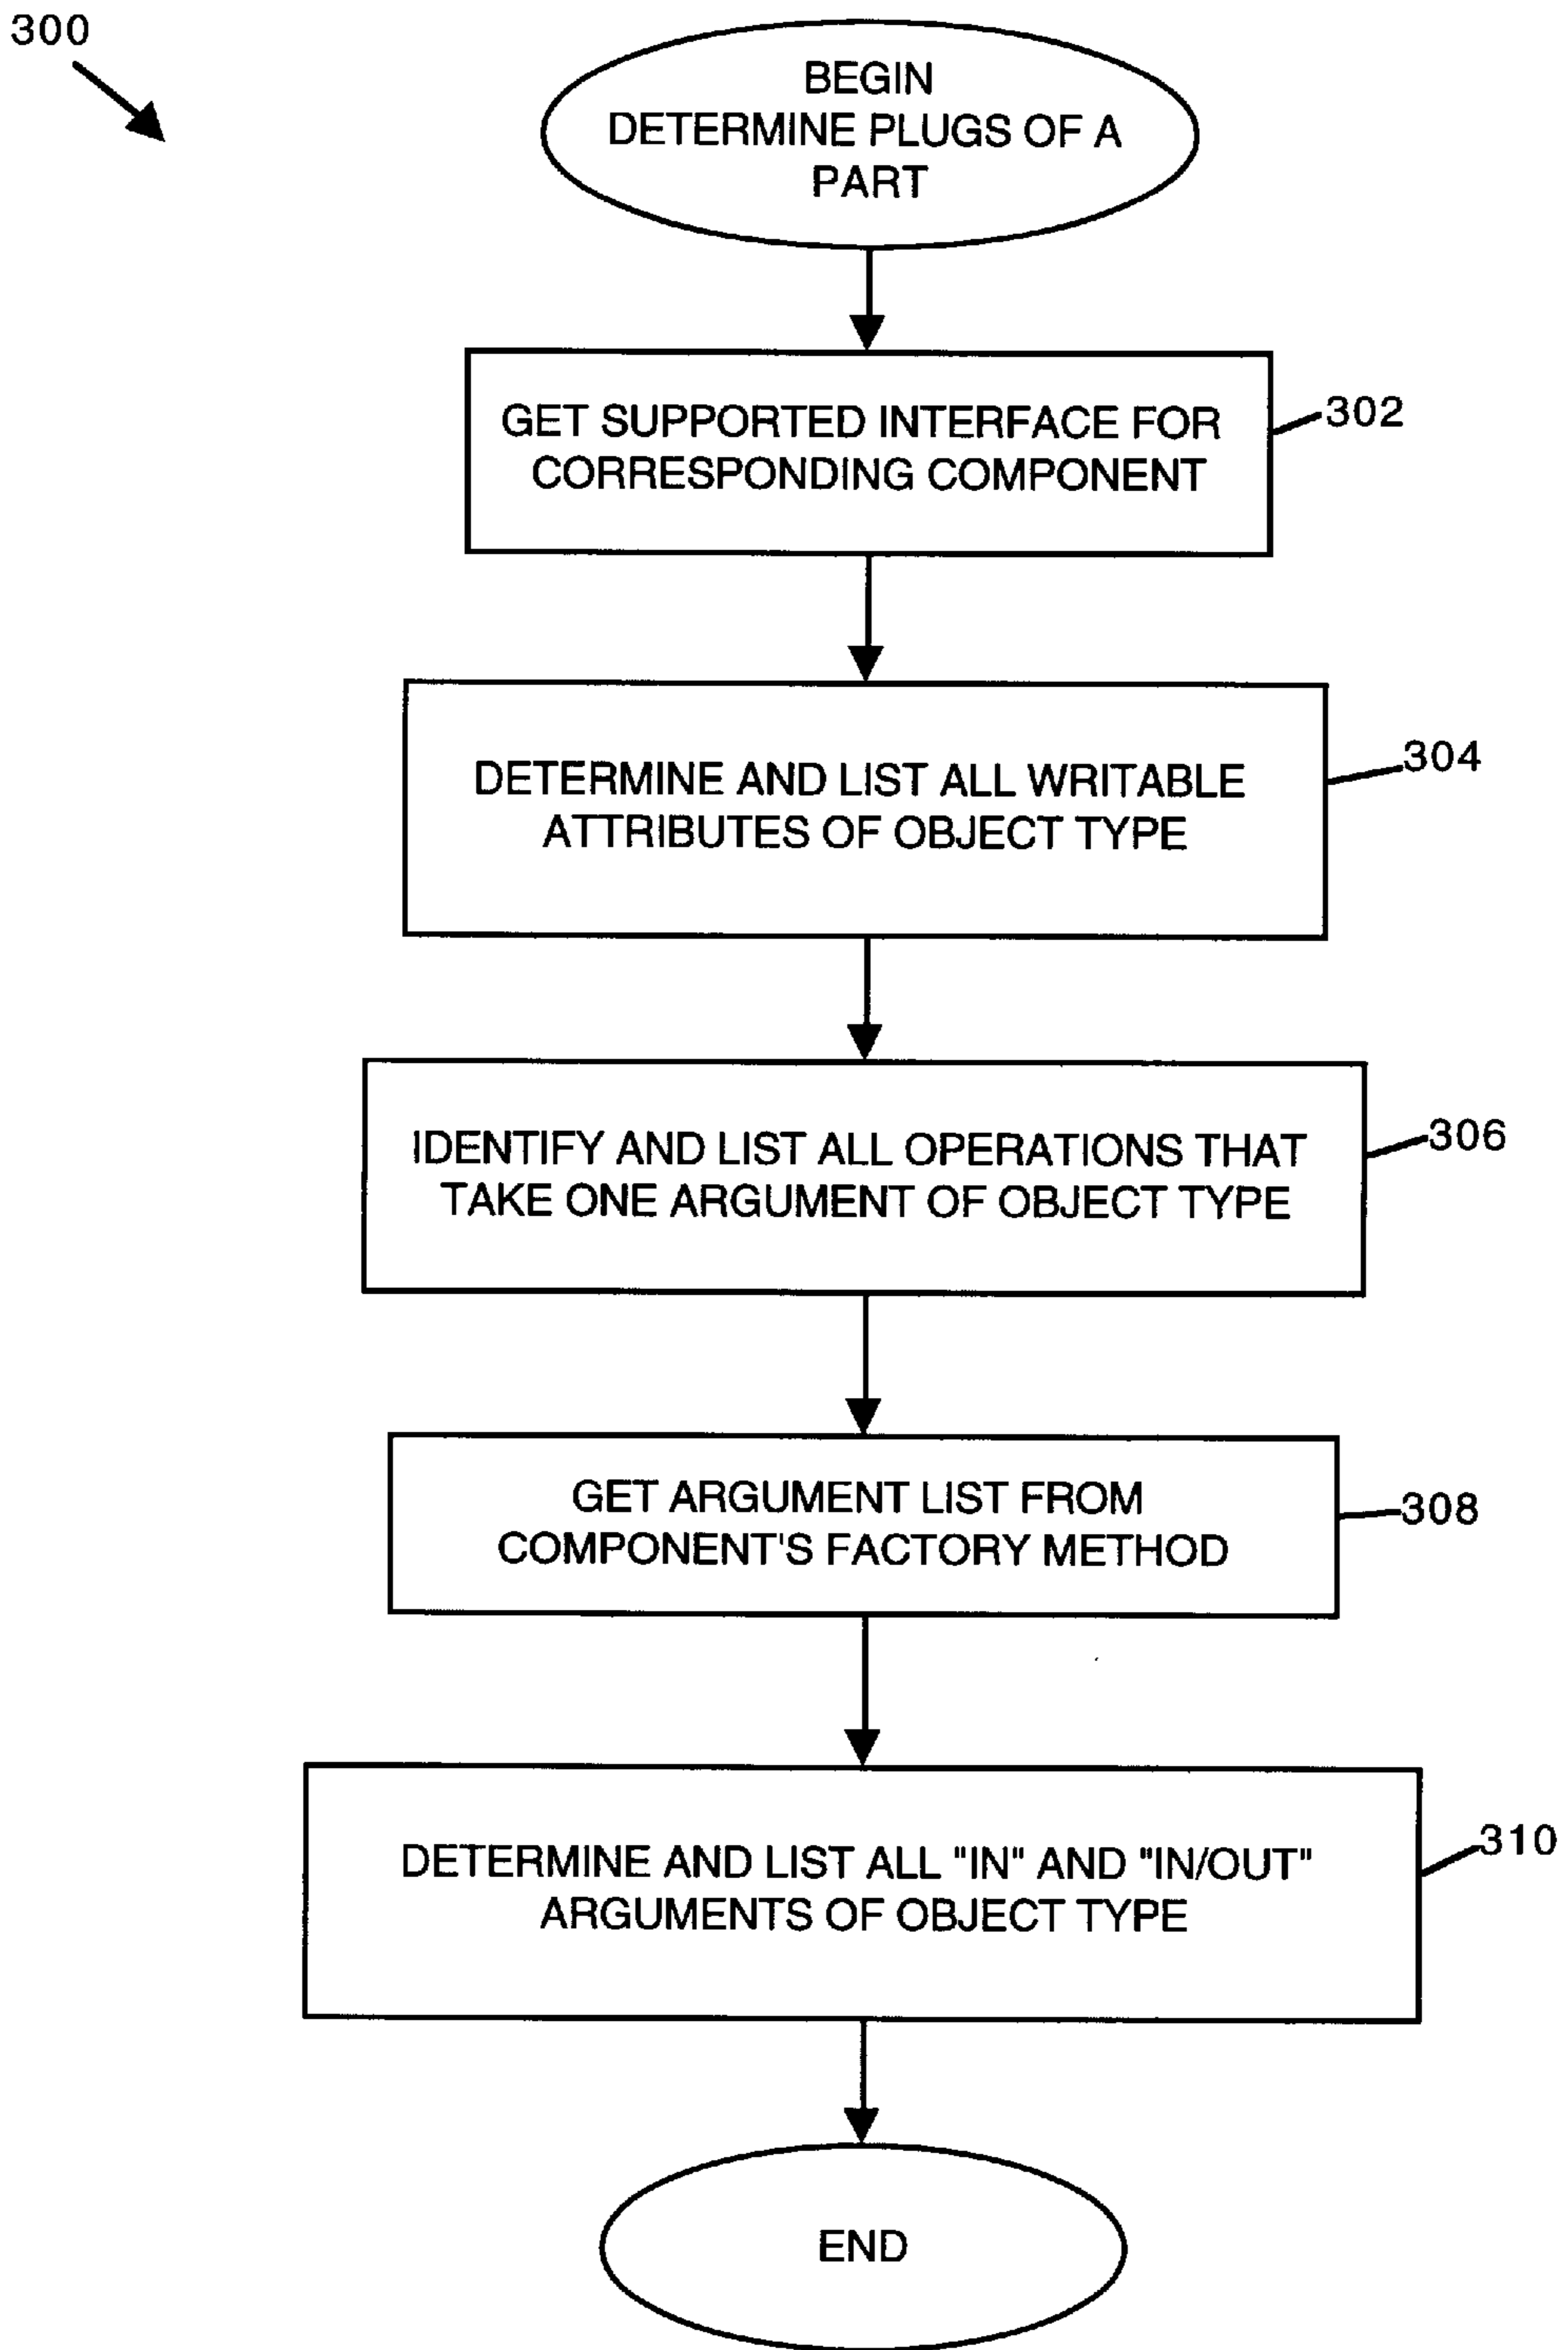 300
BEGIN
DETERMINE PLUGS OF A
PART
GET SUPPORTED INTERFACE FOR
CORRESPONDING COMPONENT
302
DETERMINE AND LIST ALL WRITABLE
ATTRIBUTES OF OBJECT TYPE
304
IDENTIFY AND LIST ALL OPERATIONS THAT
TAKE ONE ARGUMENT OF OBJECT TYPE
306
GET ARGUMENT LIST FROM
COMPONENT'S FACTORY METHOD
308
DETERMINE AND LIST ALL "IN" AND "IN/OUT"
ARGUMENTS OF OBJECT TYPE
310
END